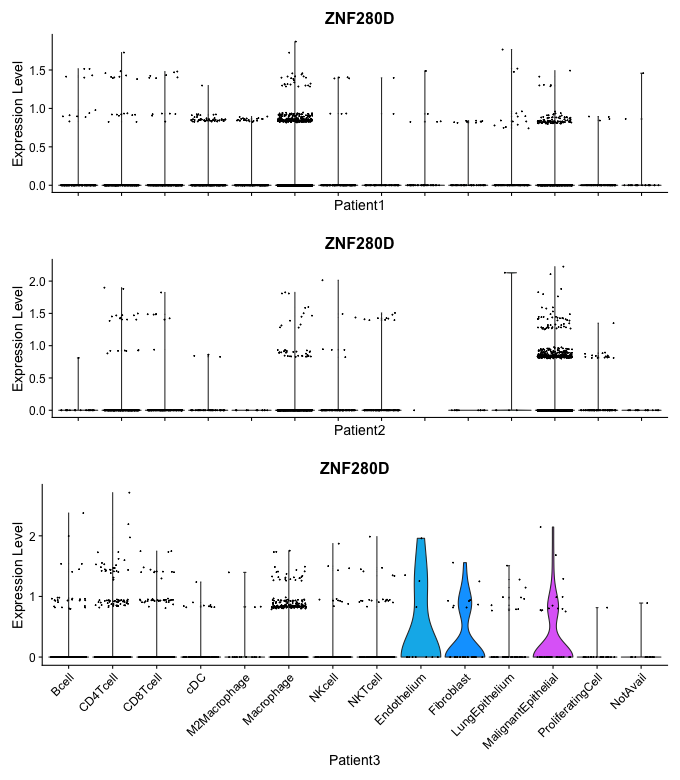 ZNF280D
Expression Level
1.5
1.0
0.5
0.0
Patient1
ZNF280D
Expression Level
2.0
1.5
1.0
0.5
0.0
Patient2
ZNF280D
Expression Level
2
1
0
Bcell
CD4Tcell
CD8Tcell
cDC
M2Macrophage
Macrophage
NKcell
NKTcell
Endothelium
Fibroblast
LungEpithelium
MalignantEpithelial
ProliferatingCell
NotAvail
Patient3